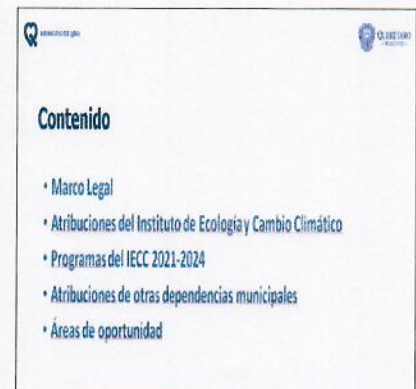 QUERÉTARO
Contenido
• Marco Legal
• Atribuciones del Instituto de Ecología y Cambio Climático
• Programas del IECC 2021-2024
• Atribuciones de otras dependencias municipales
• Áreas de oportunidad